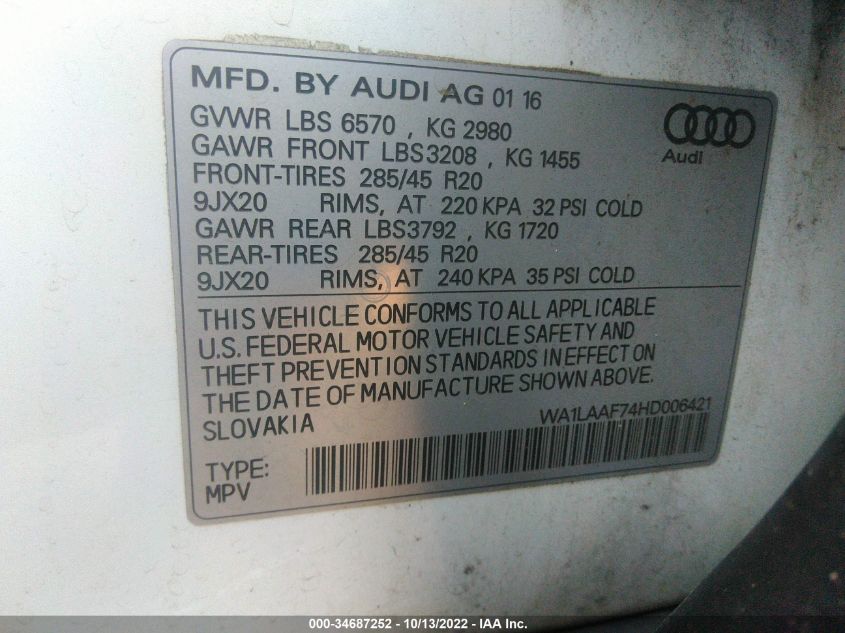 MFD. BY AUDI AG 01 16
GVWR LBS 6570 , KG 2980
GAWR FRONT LBS3208 , KG 1455
FRONT-TIRES 285/45 R20
9JX20 RIMS, AT 220 KPA 32 PSI COLD
GAWR REAR LBS3792 , KG 1720
REAR-TIRES 285/45 R20
9JX20 RIMS, AT 240 KPA 35 PSI COLD
Audi
THIS VEHICLE CONFORMS TO ALL APPLICABLE
U.S. FEDERAL MOTOR VEHICLE SAFETY AND
THEFT PREVENTION STANDARDS IN EFFECT ON
THE DATE OF MANUFACTURE SHOWN ABOVE.
SLOVAKIA
WA1LAAF74HD006421
TYPE:
MPV
000-34687252 - 10/13/2022 - IAA Inc.